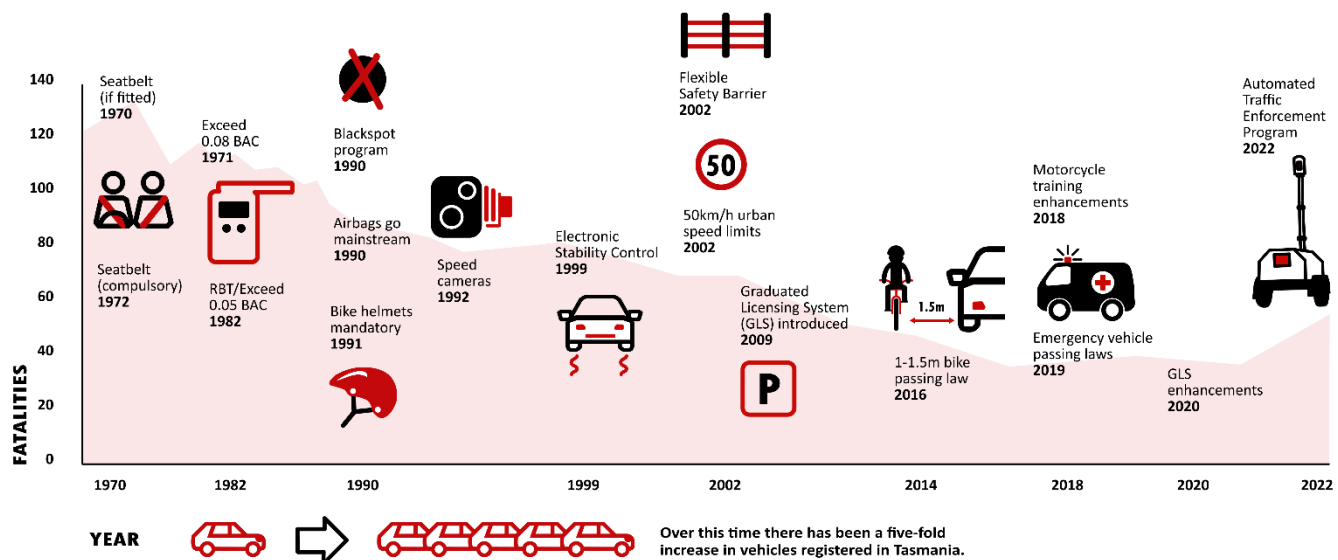 FATALITIES
140
120
100
80
60
40
20
0
Seatbelt
(if fitted)
1970
Seatbelt
(compulsory)
1972
Exceed
0.08 BAC
1971
RBT/Exceed
0.05 BAC
1982
Blackspot
program
1990
Airbags go
mainstream
1990
Bike helmets
mandatory
1991
Speed
cameras
1992
Electronic
Stability Control
1999
Flexible
Safety Barrier
2002
50
50km/h urban
speed limits
2002
Graduated
Licensing System
(GLS) introduced
2009
P
1.5m
1-1.5m bike
passing law
2016
Motorcycle
training
enhancements
2018
Emergency vehicle
passing laws
2019
GLS
enhancements
2020
Automated
Traffic
Enforcement
Program
2022
1970
1982
1990
1999
2002
2014
2018
2020
2022
YEAR
Over this time there has been a five-fold
increase in vehicles registered in Tasmania.